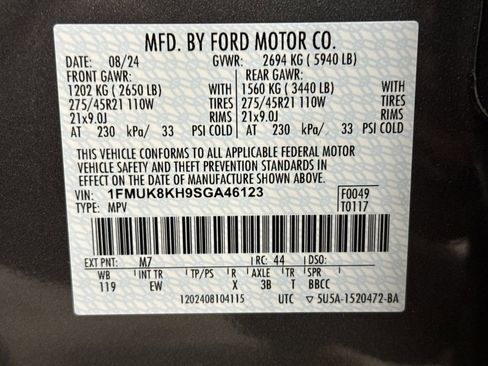 MFD. BY FORD MOTOR CO.
DATE: 08/24 GVWR: 2694 KG ( 5940 LB)
FRONT GAWR: REAR GAWR:
1202 KG ( 2650 LB) WITH 1560 KG ( 3440 LB) WITH
275/45R21 110W TIRES 275/45R21 110W TIRES
21x9.0J RIMS 21x9.0J RIMS
AT 230 kPa/ 33 PSI COLD AT 230 kPa/ 33 PSI COLD
THIS VEHICLE CONFORMS TO ALL APPLICABLE FEDERAL MOTOR
VEHICLE SAFETY AND THEFT PREVENTION STANDARDS IN
EFFECT ON THE DATE OF MANUFACTURE SHOWN ABOVE.
VIN: 1FMUK8KH9SGA46123 F0049
TYPE: MPV T0117
EXT PNT: M7 RC: 44 DSO:
WB INT TR TP/PS R AXLE TR SPR
119 EW X 3B T BBCC
1202408104115 UTC ▽ 5U5A-1520472-BA